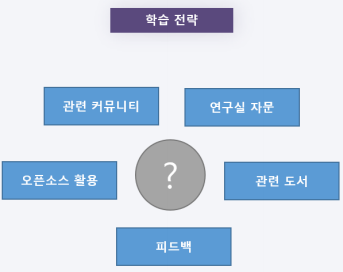 학습 전략
관련 커뮤니티
연구실 자문
오픈소스 활용
?
관련 도서
피드백